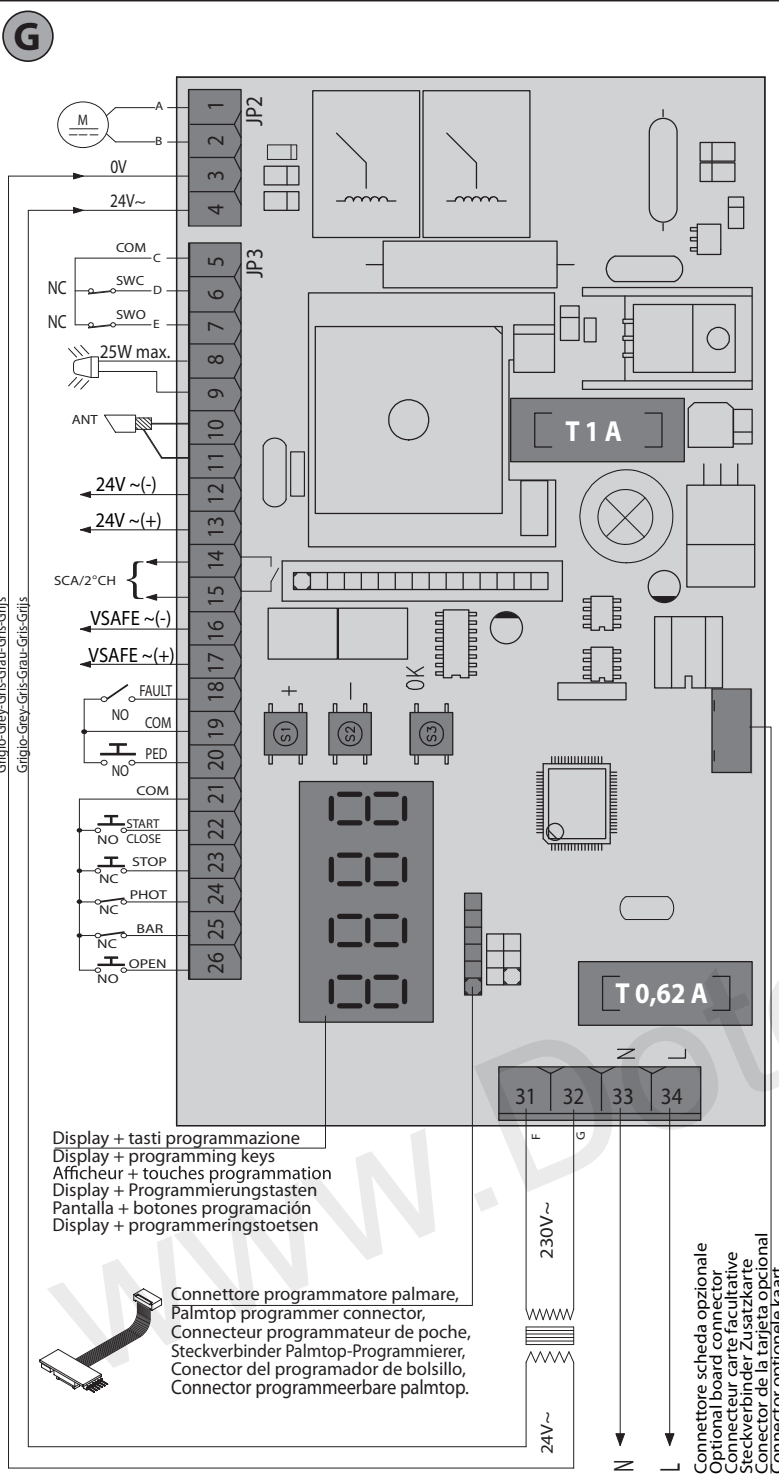 G
M
A
B
0V
24V~
1
2
3
4
JP2
COM
C
NC
SWC
D
NC
SWO
E
25W max.
ANT
24V ~(-)
24V ~(+)
SCA/2°CH
VSAFE ~(-)
VSAFE ~(+)
FAULT
NO
COM
PED
NO
COM
START
CLOSE
NO
STOP
NC
PHOT
NC
BAR
NC
OPEN
NO
5
6
7
8
9
10
11
12
13
14
15
16
17
18
19
20
21
22
23
24
25
26
JP3
T 1 A
+
–
OK
S1
S2
S3
T 0,62 A
N
L
31
32
33
34
F
G
230V~
24V~
N
L
Grigio-Grey-Gris-Grau-Gris-Grijs
Grigio-Grey-Gris-Grau-Gris-Grijs
Display + tasti programmazione
Display + programming keys
Afficheur + touches programmation
Display + Programmierungstasten
Pantalla + botones programación
Display + programmeringstoetsen
Connettore programmatore palmare,
Palmtop programmer connector,
Connecteur programmateur de poche,
Steckverbinder Palmtop-Programmierer,
Conector del programador de bolsillo,
Connector programmeerbare palmtop.
Connettore scheda opzionale
Optional board connector
Connecteur carte facultative
Steckverbinder Zusatzkarte
Conector de la tarjeta opcional
Connector optionele kaart